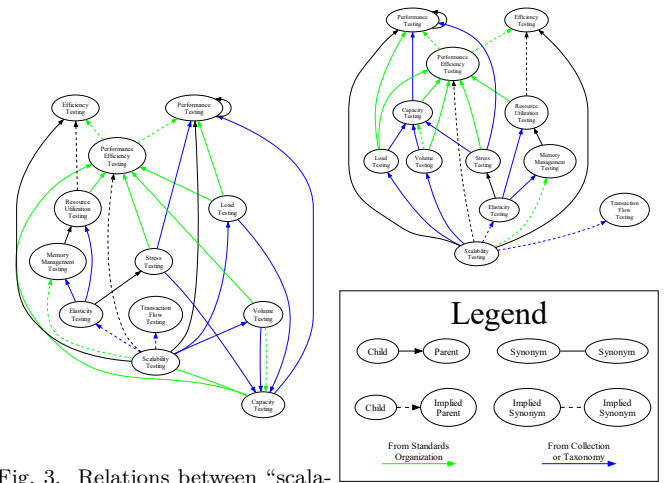 Efficiency
Testing
Performance
Testing
Performance
Efficiency
Testing
Resource
Utilization
Testing
Load
Testing
Memory
Management
Testing
Stress
Testing
Elasticity
Testing
Transaction
Flow
Testing
Volume
Testing
Scalability
Testing
Capacity
Testing
Fig. 3. Relations between “scala-
Performance
Testing
Efficiency
Testing
Performance
Efficiency
Testing
Capacity
Testing
Resource
Utilization
Testing
Load
Testing
Volume
Testing
Stress
Testing
Memory
Management
Testing
Elasticity
Testing
Transaction
Flow
Testing
Scalability
Testing
Legend
Child
Parent
Synonym
Synonym
Child
Implied
Parent
Implied
Synonym
Implied
Synonym
From Standards
Organization
From Collection
or Taxonomy